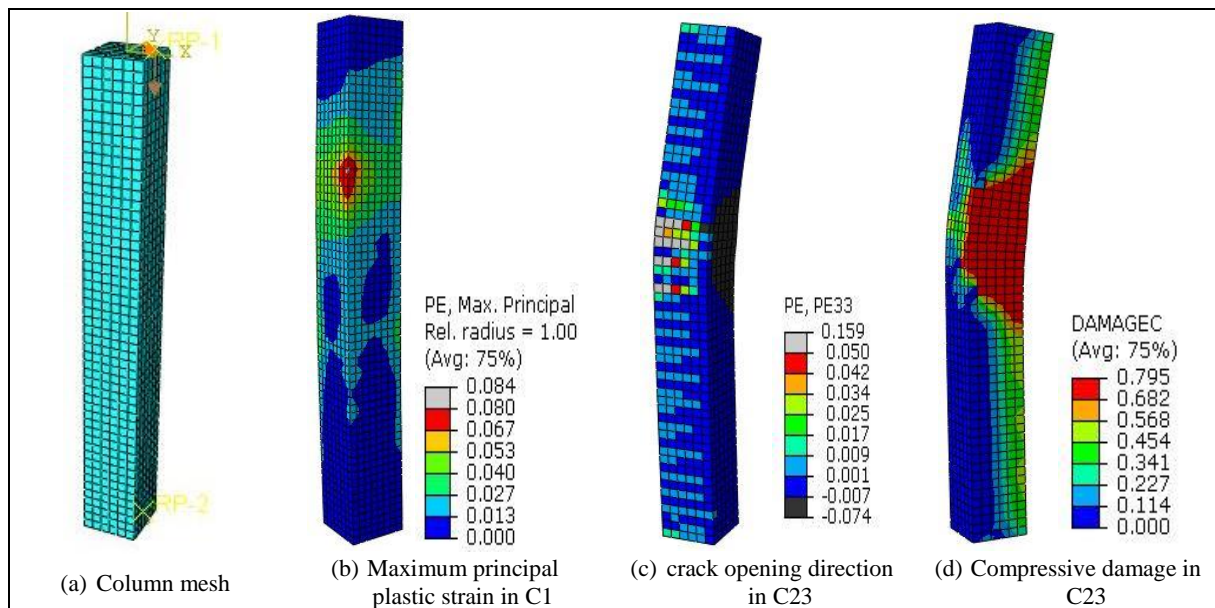 RP-1
Y
X
RP-2
PE, Max. Principal
Rel. radius = 1.00
(Avg: 75%)
0.084
0.080
0.067
0.053
0.040
0.027
0.013
0.000
PE, PE33
0.159
0.050
0.042
0.034
0.025
0.017
0.009
0.001
-0.007
-0.074
DAMAGEC
(Avg: 75%)
0.795
0.682
0.568
0.454
0.341
0.227
0.114
0.000
(a) Column mesh
(b) Maximum principal
plastic strain in C1
(c) crack opening direction
in C23
(d) Compressive damage in
C23